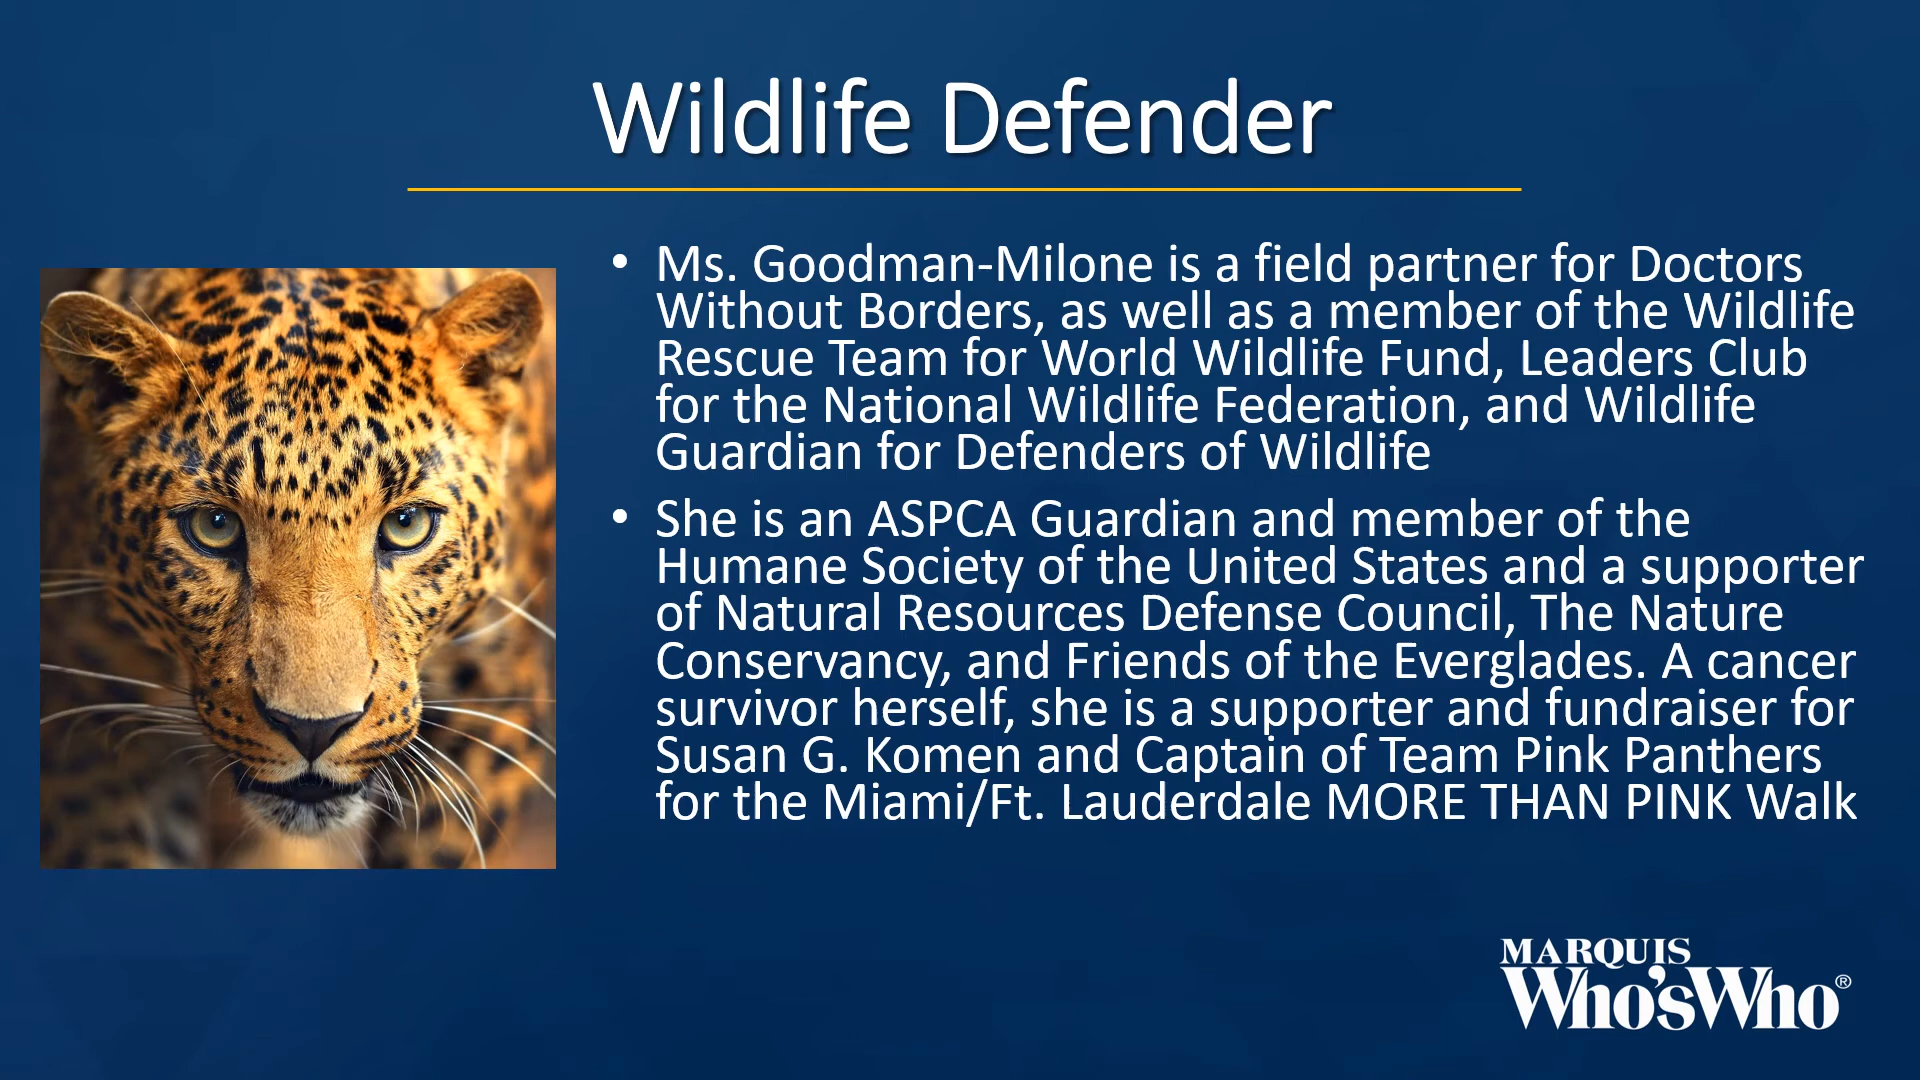 Wildlife Defender
• Ms. Goodman-Milone is a field partner for Doctors
Without Borders, as well as a member of the Wildlife
Rescue Team for World Wildlife Fund, Leaders Club
for the National Wildlife Federation, and Wildlife
Guardian for Defenders of Wildlife
• She is an ASPCA Guardian and member of the
Humane Society of the United States and a supporter
of Natural Resources Defense Council, The Nature
Conservancy, and Friends of the Everglades. A cancer
survivor herself, she is a supporter and fundraiser for
Susan G. Komen and Captain of Team Pink Panthers
for the Miami/Ft. Lauderdale MORE THAN PINK Walk
MARQUIS
Who'sWho®